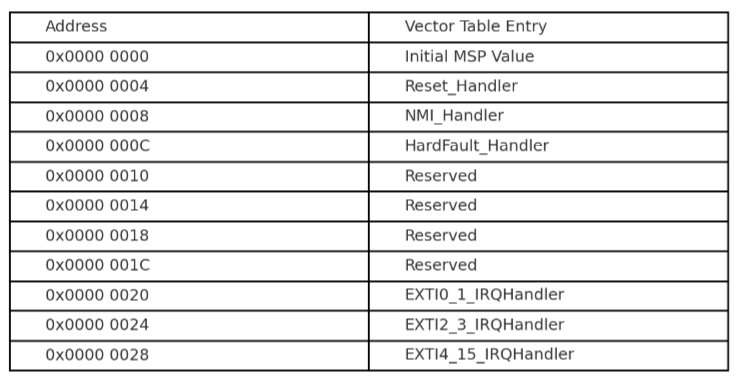 Address Vector Table Entry
0x0000 0000 Initial MSP Value
0x0000 0004 Reset_Handler
0x0000 0008 NMI_Handler
0x0000 000C HardFault_Handler
0x0000 0010 Reserved
0x0000 0014 Reserved
0x0000 0018 Reserved
0x0000 001C Reserved
0x0000 0020 EXTI0_1_IRQHandler
0x0000 0024 EXTI2_3_IRQHandler
0x0000 0028 EXTI4_15_IRQHandler